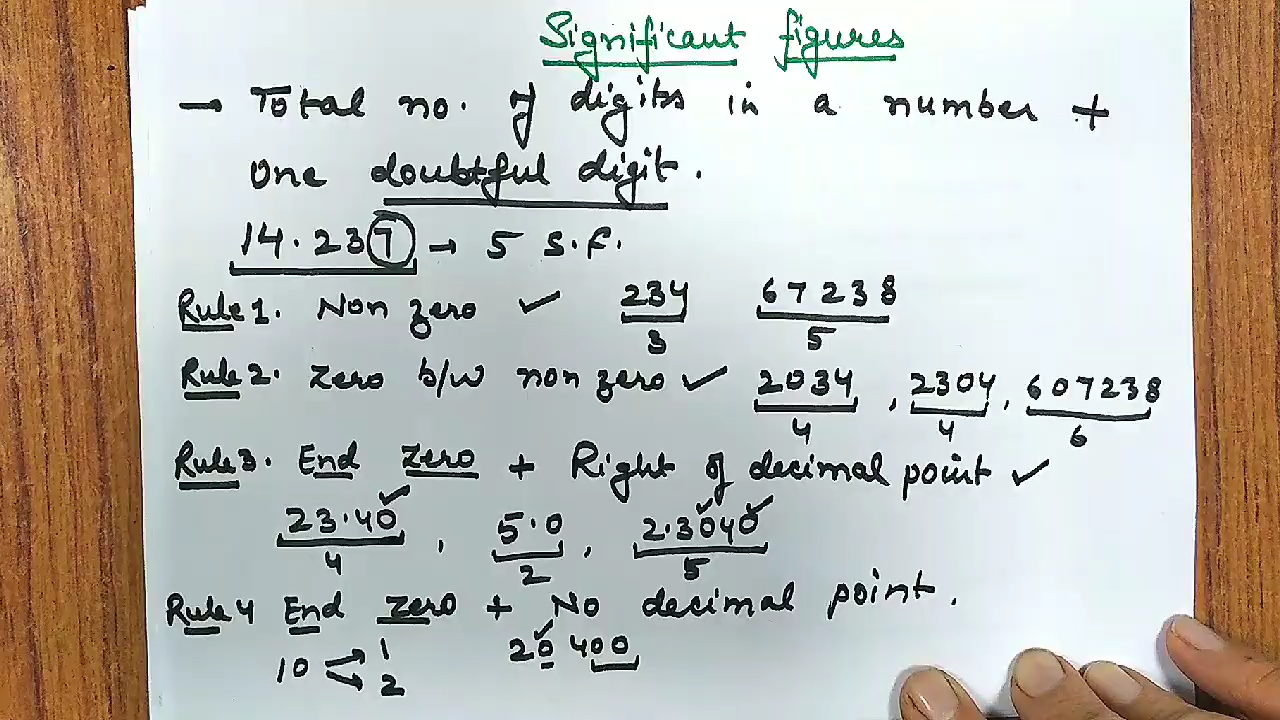 Significant figures
→ Total no. of digits in a number +
one doubtful digit.
14.237 → 5 S.F.
Rule 1. Non zero ✓ 234 67238
3 5
Rule 2. Zero b/w non zero ✓ 2034, 2304, 607238
4 4 6
Rule 3. End zero + Right of decimal point ✓
23.40, 5.0, 2.3040
4 2 5
Rule 4 End zero + No decimal point.
10 → 1 20400
→ 2